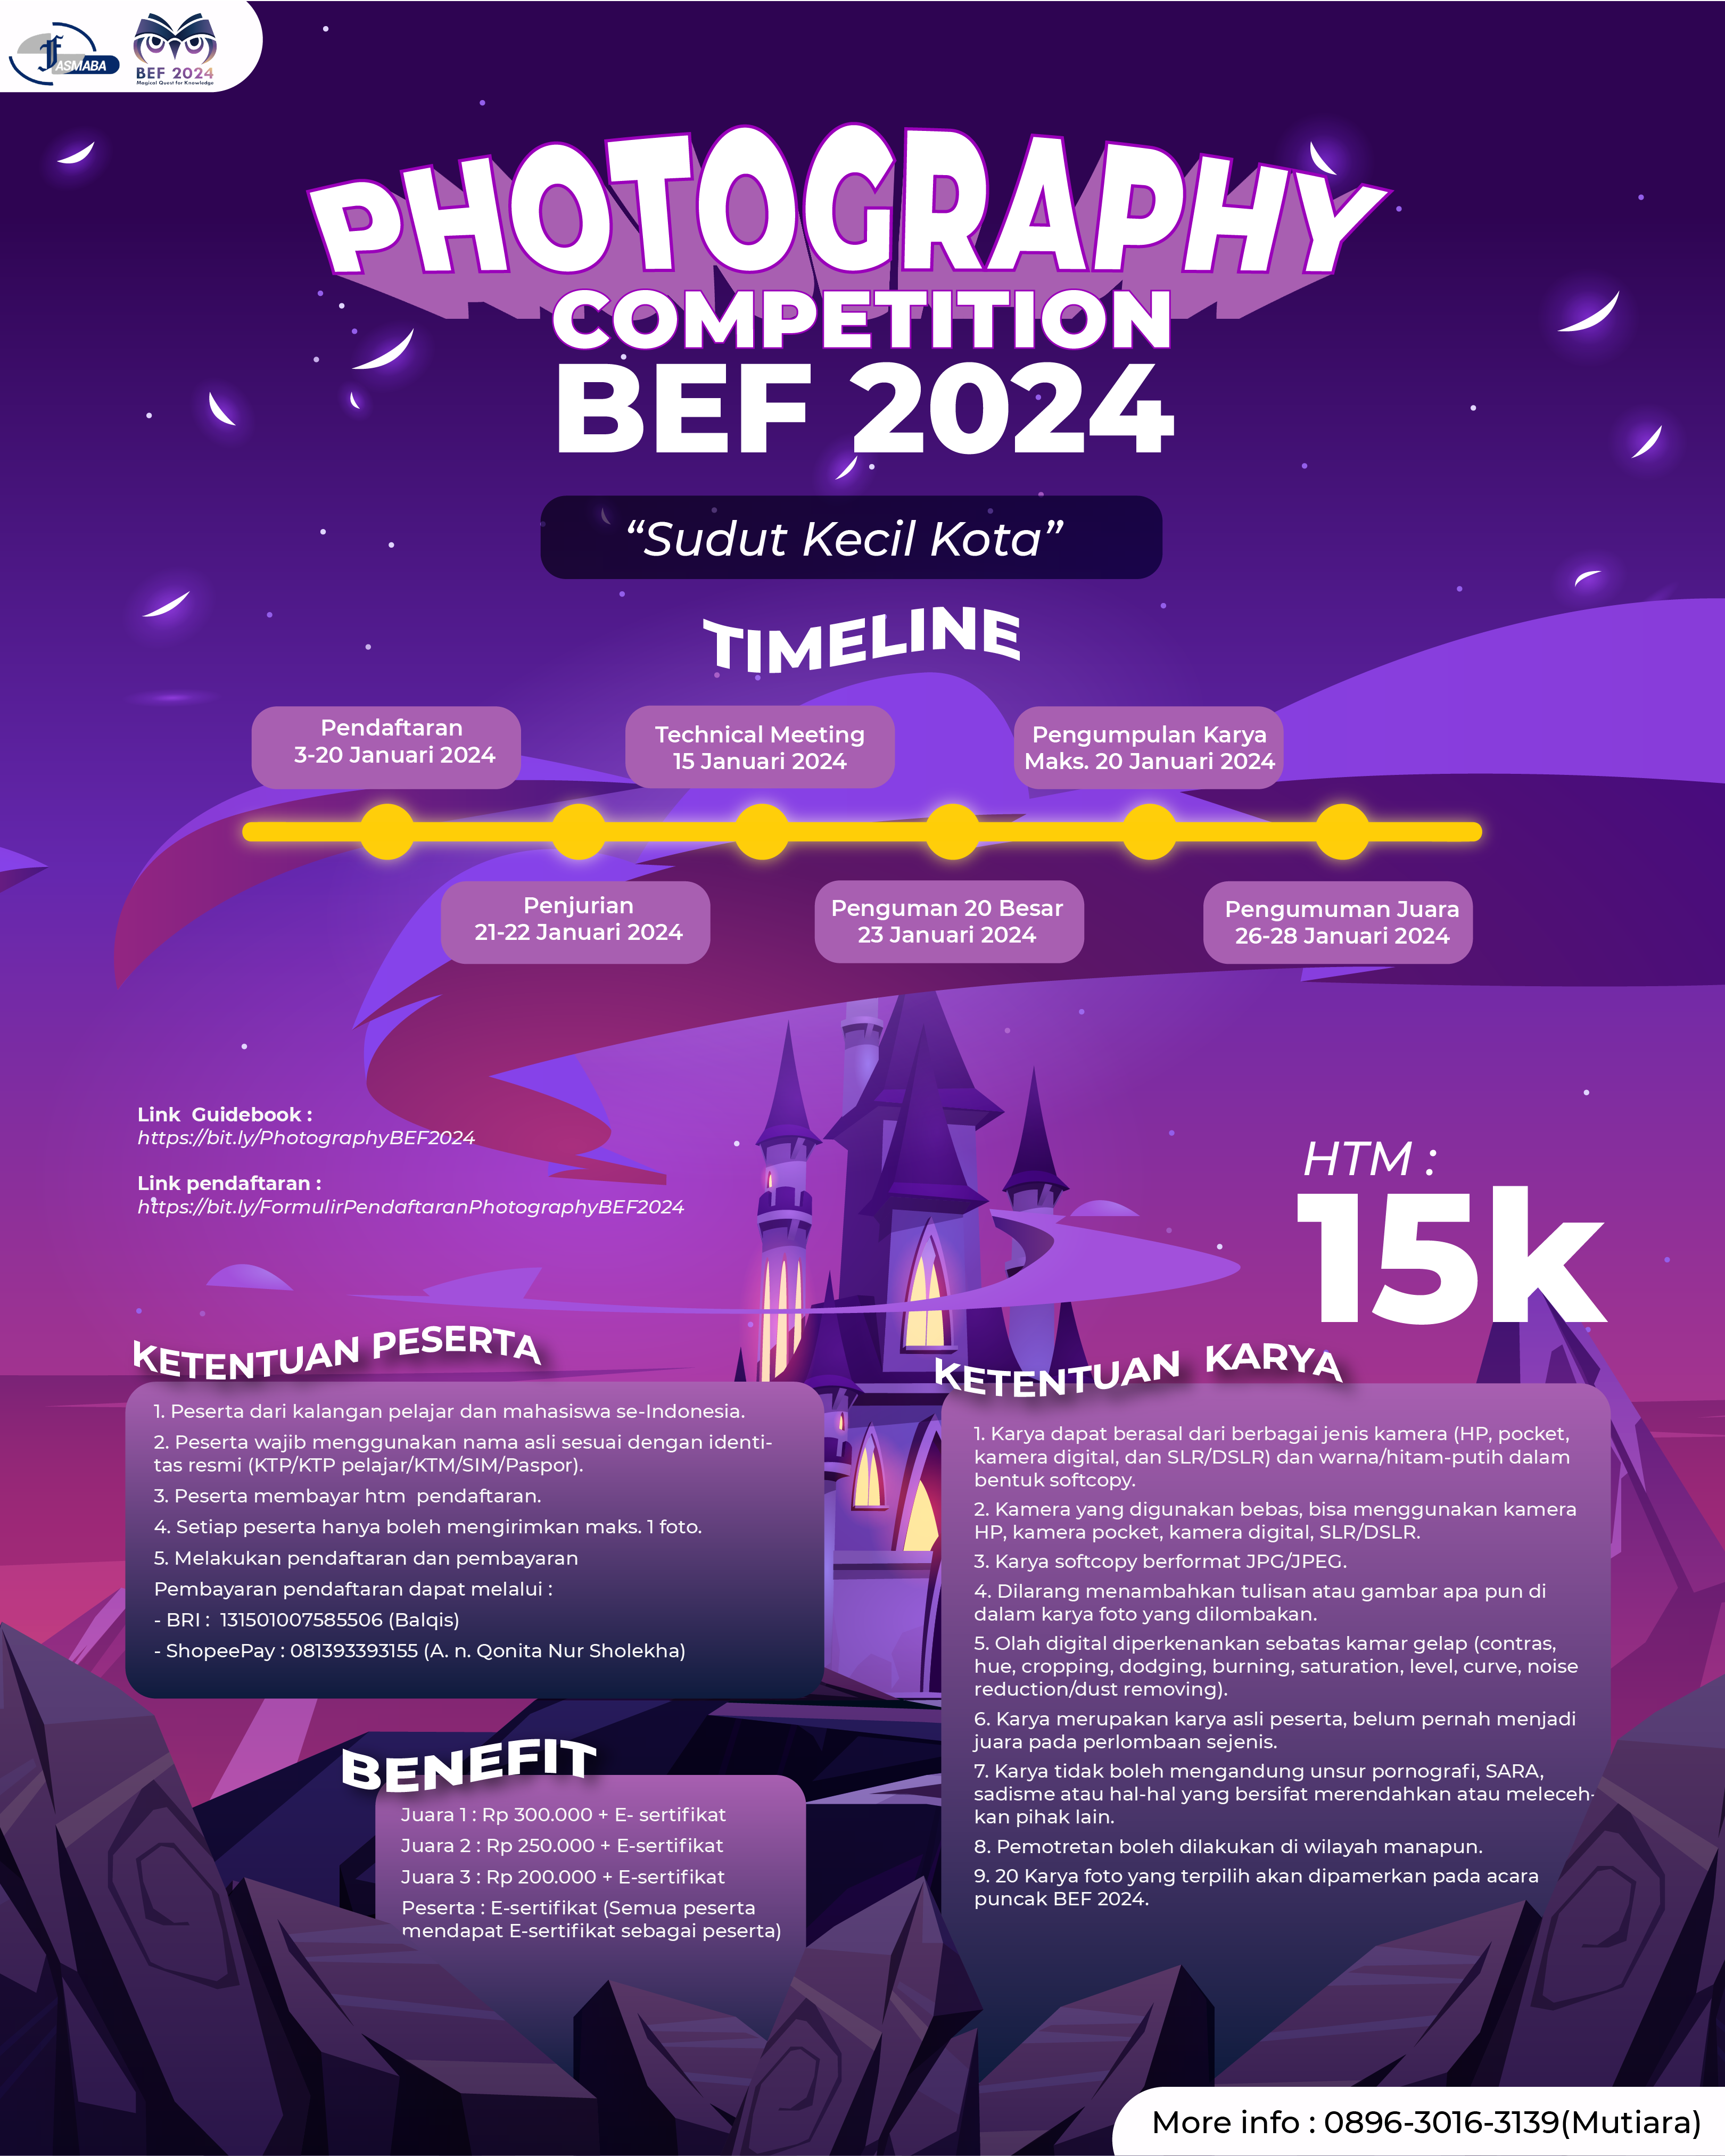 ASMABA
BEF 2024
Magical Quest for Knowledge
PHOTOGRAPHY
COMPETITION
BEF 2024
“Sudut Kecil Kota”
TIMELINE
Pendaftaran
3-20 Januari 2024
Technical Meeting
15 Januari 2024
Pengumpulan Karya
Maks. 20 Januari 2024
Penjurian
21-22 Januari 2024
Penguman 20 Besar
23 Januari 2024
Pengumuman Juara
26-28 Januari 2024
Link Guidebook :
https://bit.ly/PhotographyBEF2024
Link pendaftaran :
https://bit.ly/FormulirPendaftaranPhotographyBEF2024
HTM :
15k
KETENTUAN PESERTA
1. Peserta dari kalangan pelajar dan mahasiswa se-Indonesia.
2. Peserta wajib menggunakan nama asli sesuai dengan identi-
tas resmi (KTP/KTP pelajar/KTM/SIM/Paspor).
3. Peserta membayar htm pendaftaran.
4. Setiap peserta hanya boleh mengirimkan maks. 1 foto.
5. Melakukan pendaftaran dan pembayaran
Pembayaran pendaftaran dapat melalui :
- BRI : 131501007585506 (Balqis)
- ShopeePay : 081393393155 (A. n. Qonita Nur Sholekha)
BENEFIT
Juara 1 : Rp 300.000 + E- sertifikat
Juara 2 : Rp 250.000 + E-sertifikat
Juara 3 : Rp 200.000 + E-sertifikat
Peserta : E-sertifikat (Semua peserta
mendapat E-sertifikat sebagai peserta)
KETENTUAN KARYA
1. Karya dapat berasal dari berbagai jenis kamera (HP, pocket,
kamera digital, dan SLR/DSLR) dan warna/hitam-putih dalam
bentuk softcopy.
2. Kamera yang digunakan bebas, bisa menggunakan kamera
HP, kamera pocket, kamera digital, SLR/DSLR.
3. Karya softcopy berformat JPG/JPEG.
4. Dilarang menambahkan tulisan atau gambar apa pun di
dalam karya foto yang dilombakan.
5. Olah digital diperkenankan sebatas kamar gelap (contras,
hue, cropping, dodging, burning, saturation, level, curve, noise
reduction/dust removing).
6. Karya merupakan karya asli peserta, belum pernah menjadi
juara pada perlombaan sejenis.
7. Karya tidak boleh mengandung unsur pornografi, SARA,
sadisme atau hal-hal yang bersifat merendahkan atau meleceh-
kan pihak lain.
8. Pemotretan boleh dilakukan di wilayah manapun.
9. 20 Karya foto yang terpilih akan dipamerkan pada acara
puncak BEF 2024.
More info : 0896-3016-3139(Mutiara)